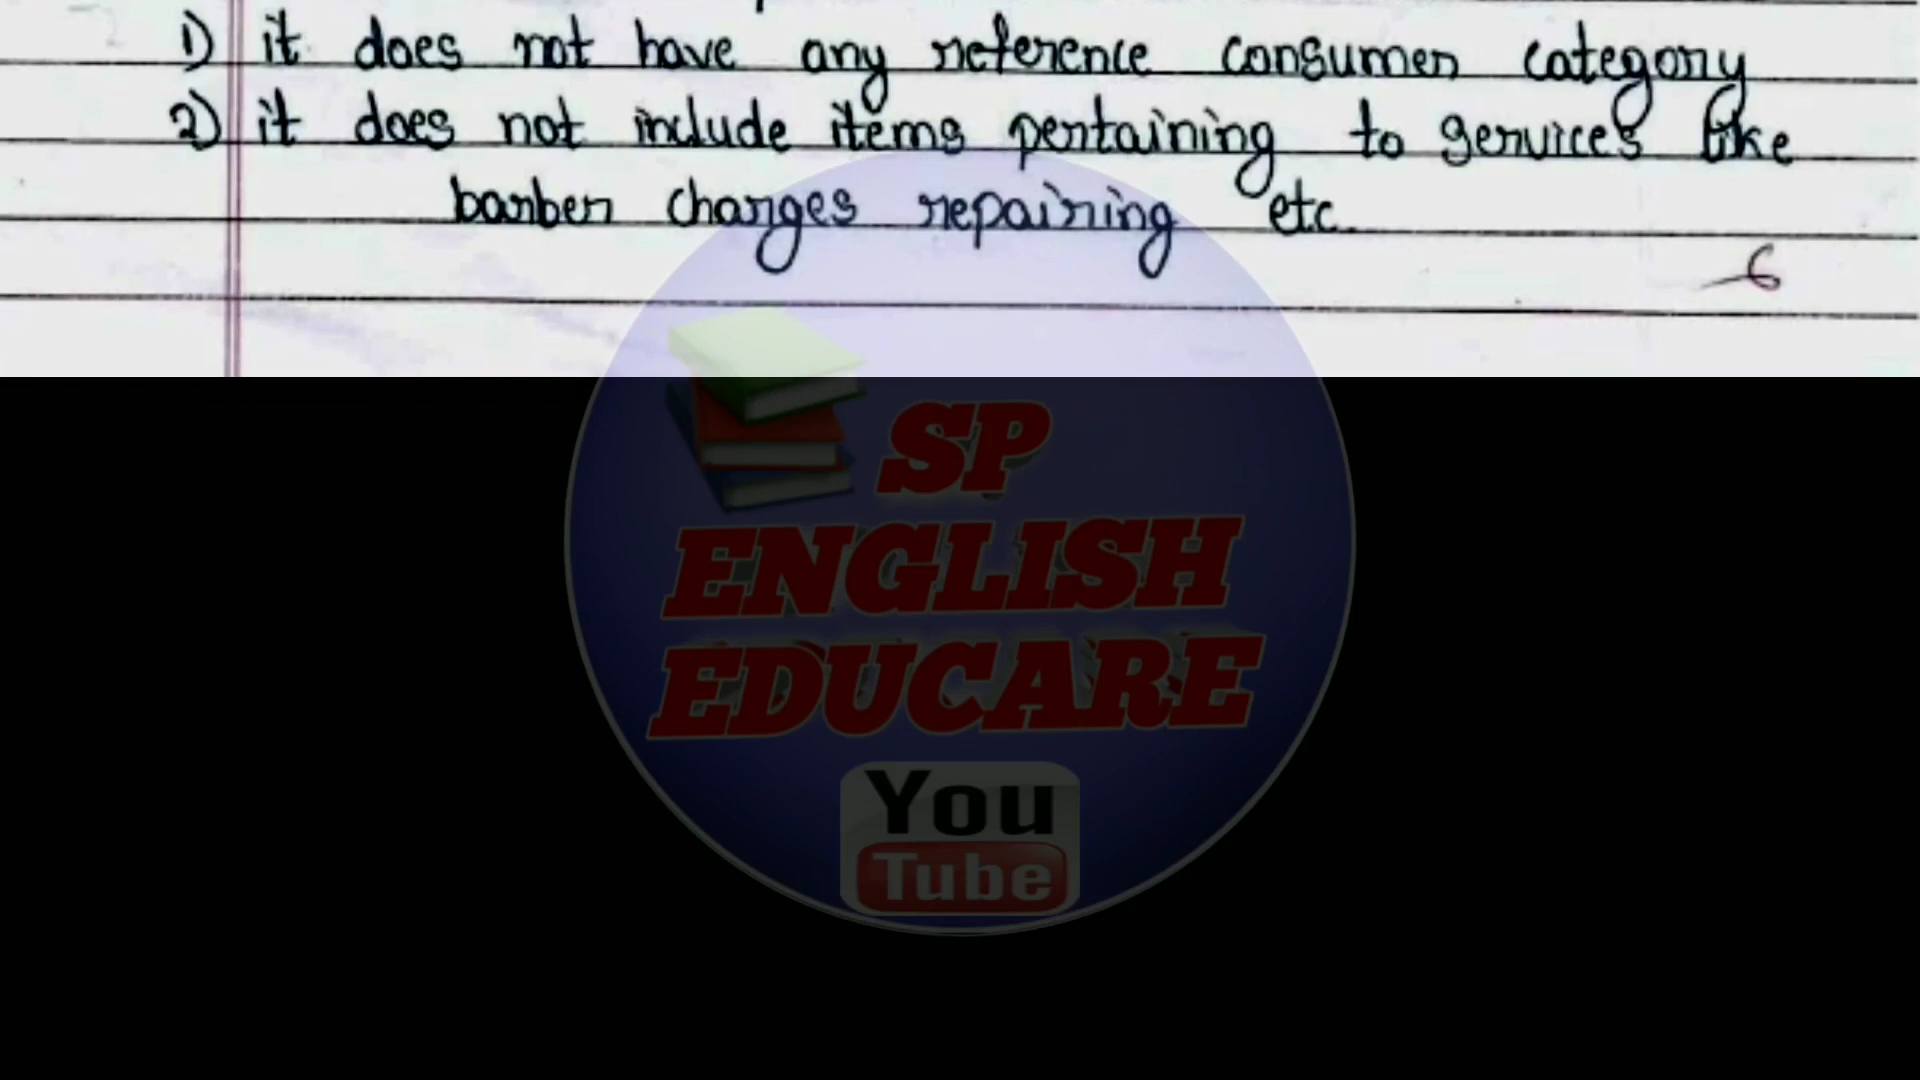 1) it does not have any reference consumer category
2) it does not include items pertaining to services like
barber charges repairing etc.
6
SP
ENGLISH
EDUCARE
You
Tube